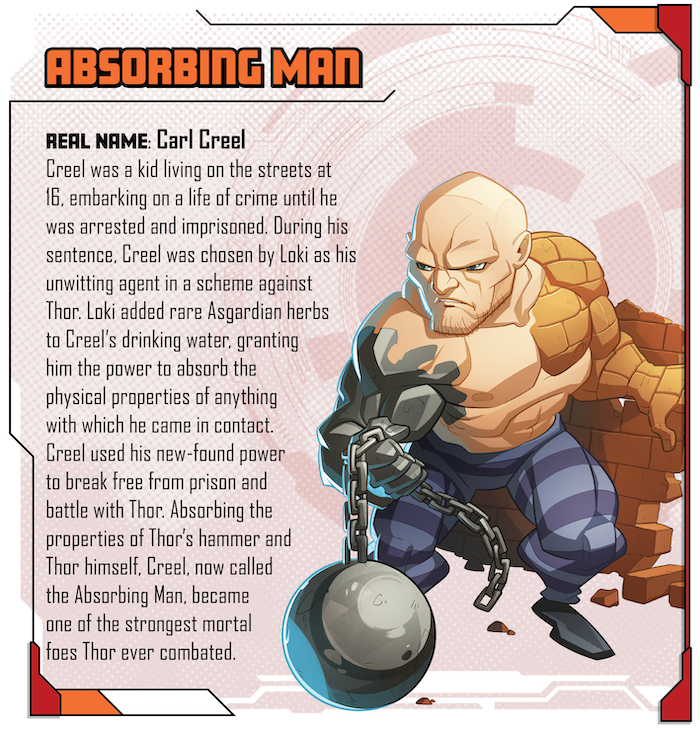 ABSORBING MAN
REAL NAME: Carl Creel
Creel was a kid living on the streets at
16, embarking on a life of crime until he
was arrested and imprisoned. During his
sentence, Creel was chosen by Loki as his
unwitting agent in a scheme against
Thor. Loki added rare Asgardian herbs
to Creel's drinking water, granting
him the power to absorb the
physical properties of anything
with which he came in contact.
Creel used his new-found power
to break free from prison and
battle with Thor. Absorbing the
properties of Thor's hammer and
Thor himself, Creel, now called
the Absorbing Man, became
one of the strongest mortal
foes Thor ever combated.